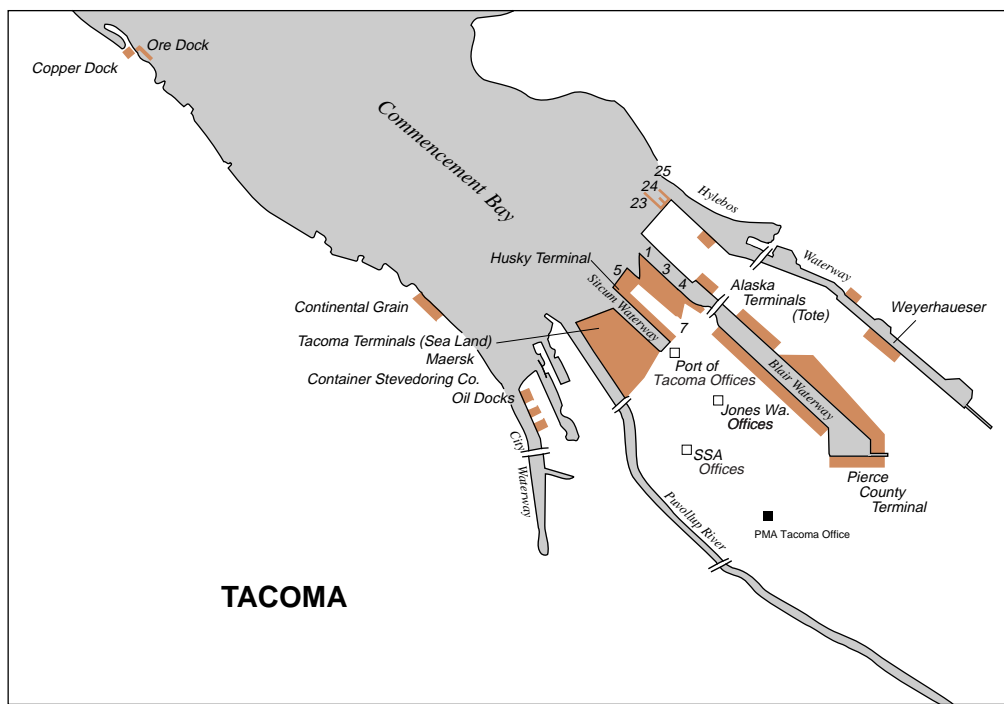 Ore Dock
Copper Dock
Commencement Bay
25
24
23
Hylebos
Waterway
1
3
4
5
7
Husky Terminal
Sitcum Waterway
Alaska
Terminals
(Tote)
Weyerhaueser
Continental Grain
Tacoma Terminals (Sea Land)
Maersk
Container Stevedoring Co.
Oil Docks
Port of
Tacoma Offices
Blair Waterway
Jones Wa.
Offices
City
Waterway
SSA
Offices
Pierce
County
Terminal
Puvollup River
PMA Tacoma Office
TACOMA